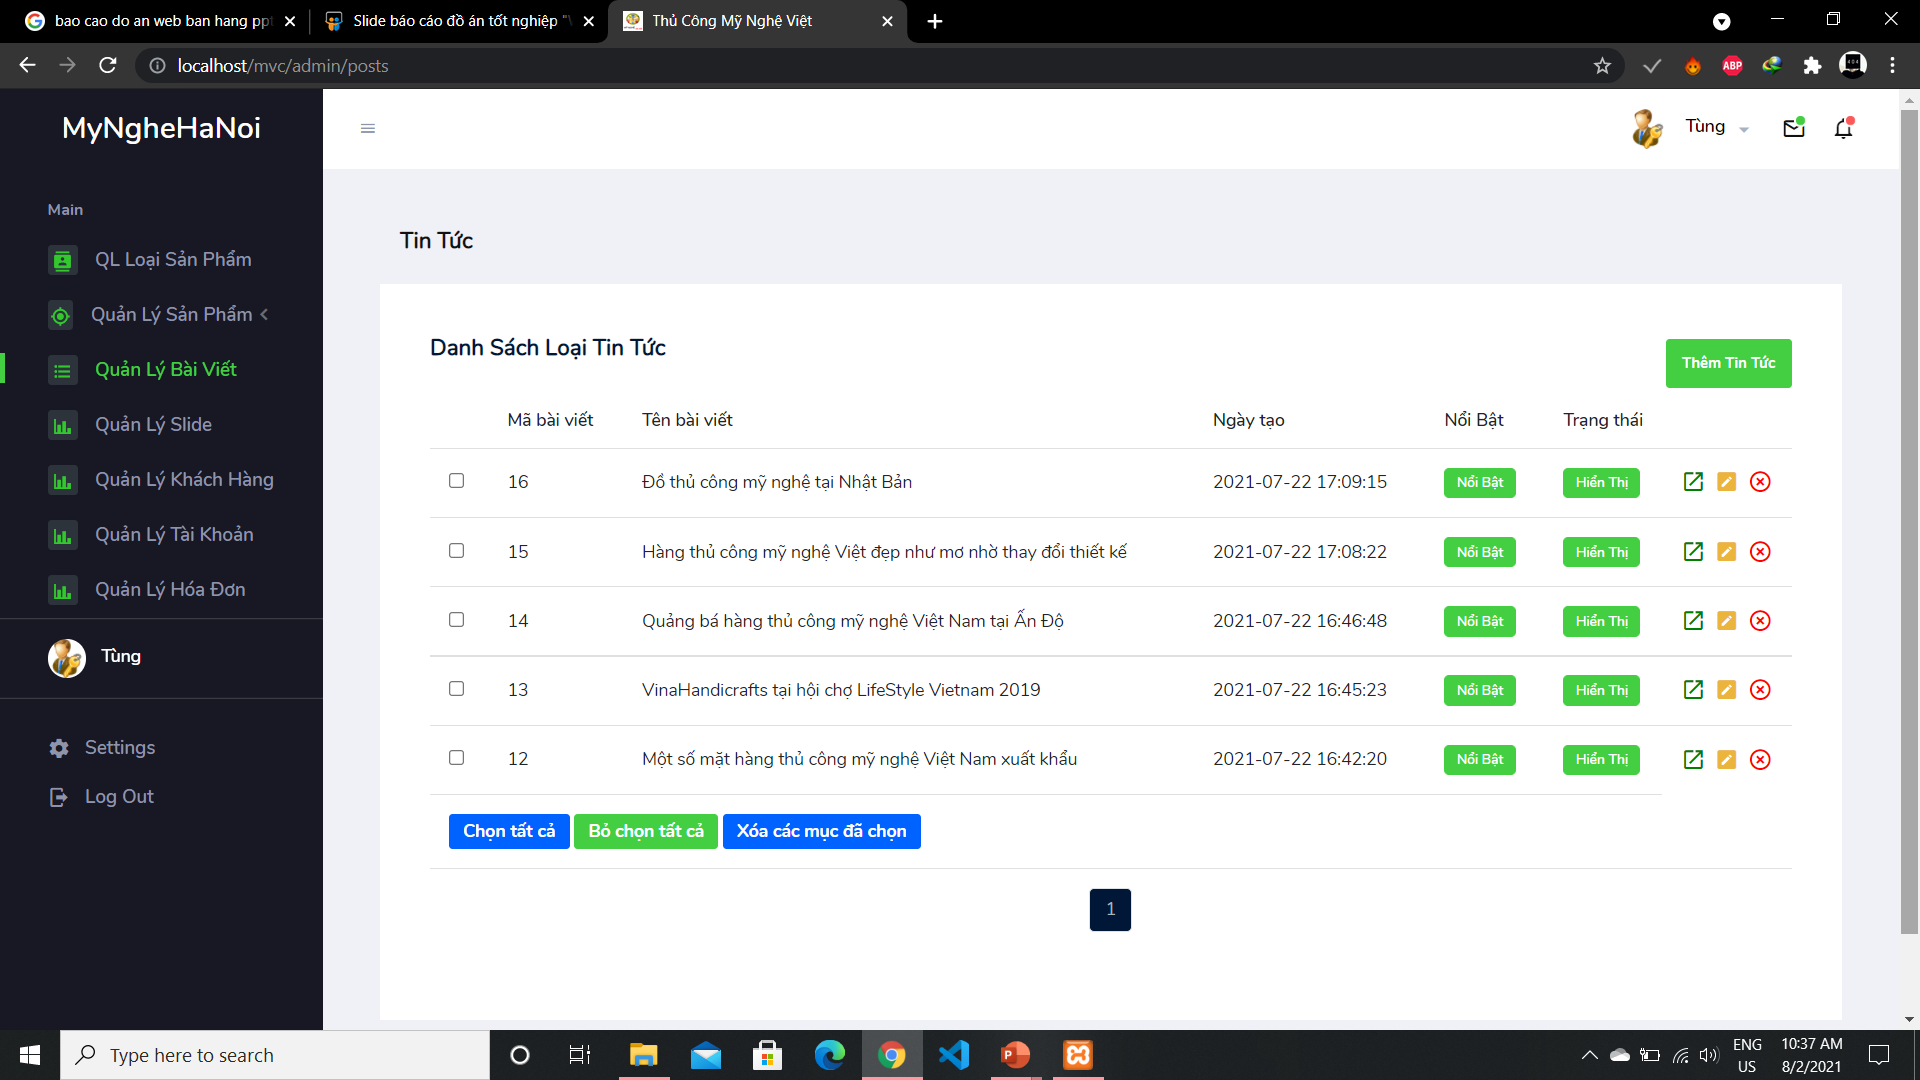 bao cao do an web ban hang ppt
Slide báo cáo đồ án tốt nghiệp "\
Thủ Công Mỹ Nghệ Việt
localhost/mvc/admin/posts
ABP
MyNgheHaNoi
Tùng
Main
QL Loại Sản Phẩm
Quản Lý Sản Phẩm
Quản Lý Bài Viết
Quản Lý Slide
Quản Lý Khách Hàng
Quản Lý Tài Khoản
Quản Lý Hóa Đơn
Tùng
Settings
Log Out
Tin Tức
Danh Sách Loại Tin Tức
Thêm Tin Tức
Mã bài viết Tên bài viết Ngày tạo Nổi Bật Trạng thái
16 Đồ thủ công mỹ nghệ tại Nhật Bản 2021-07-22 17:09:15 Nổi Bật Hiển Thị
15 Hàng thủ công mỹ nghệ Việt đẹp như mơ nhờ thay đổi thiết kế 2021-07-22 17:08:22 Nổi Bật Hiển Thị
14 Quảng bá hàng thủ công mỹ nghệ Việt Nam tại Ấn Độ 2021-07-22 16:46:48 Nổi Bật Hiển Thị
13 VinaHandicrafts tại hội chợ LifeStyle Vietnam 2019 2021-07-22 16:45:23 Nổi Bật Hiển Thị
12 Một số mặt hàng thủ công mỹ nghệ Việt Nam xuất khẩu 2021-07-22 16:42:20 Nổi Bật Hiển Thị
Chọn tất cả Bỏ chọn tất cả Xóa các mục đã chọn
1
Type here to search
ENG
US
10:37 AM
8/2/2021